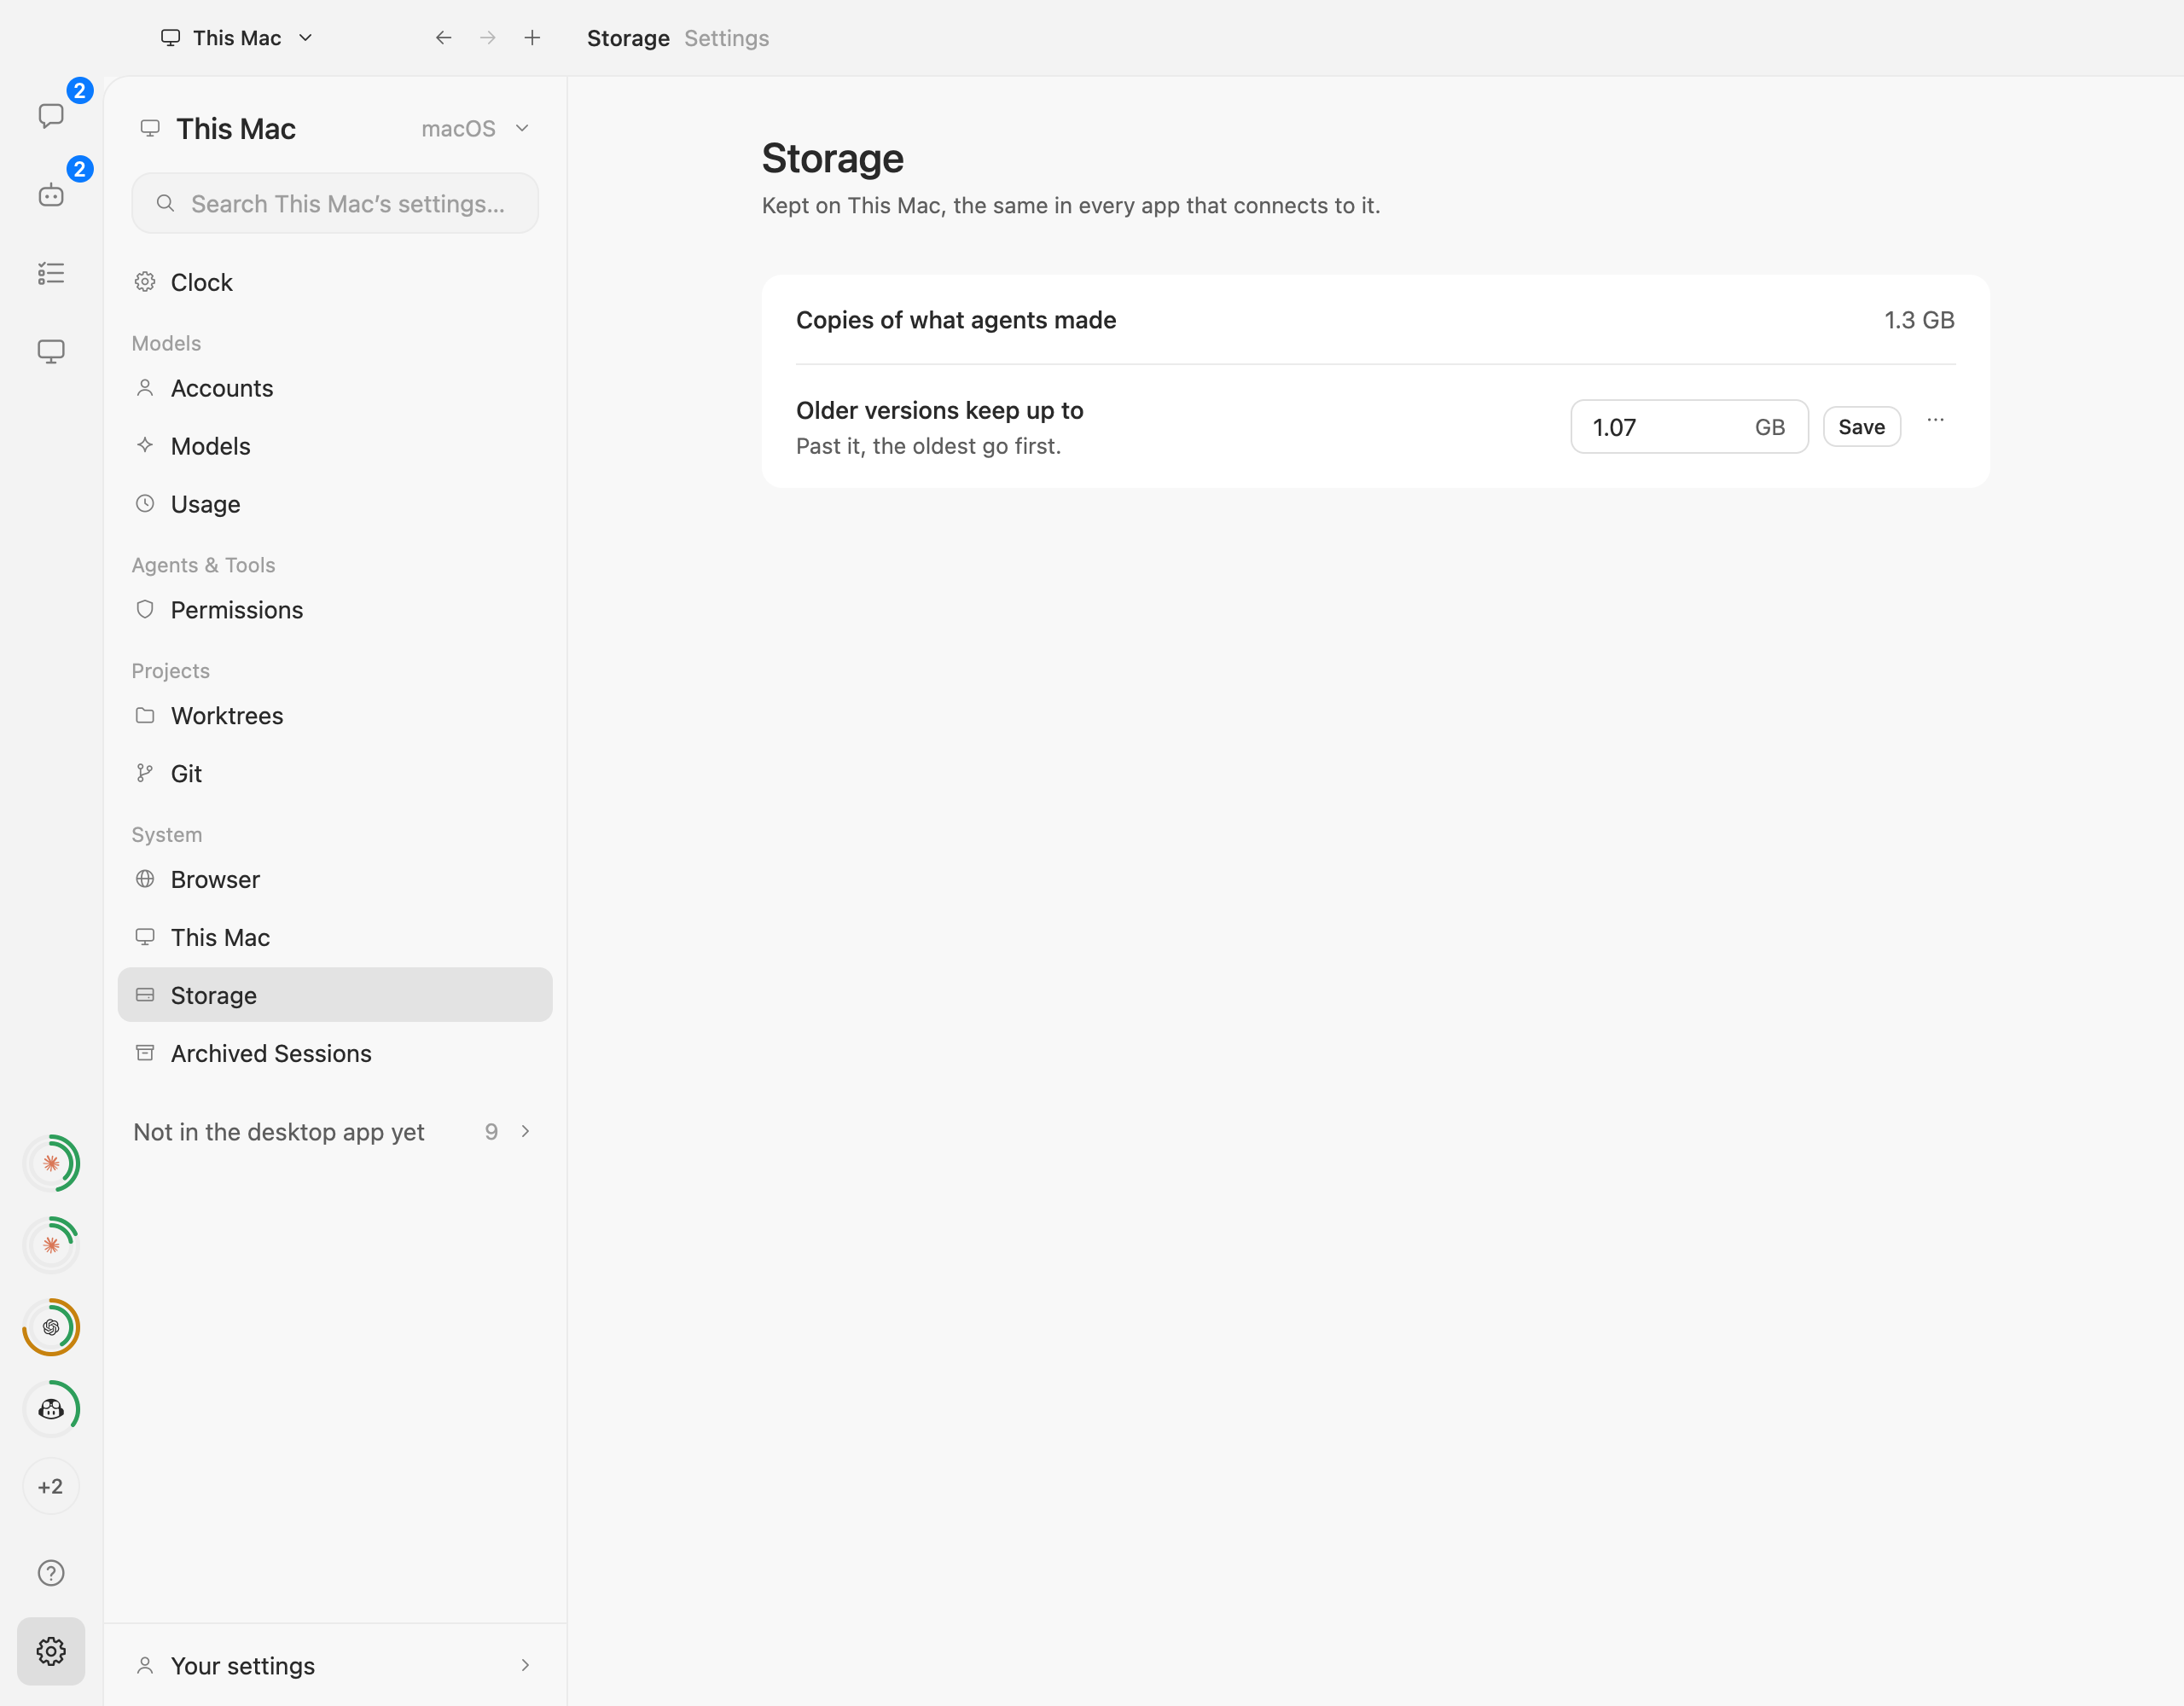 This Mac
Storage Settings
2
2
This Mac macOS
Search This Mac’s settings...
Clock
Models
Accounts
Models
Usage
Agents & Tools
Permissions
Projects
Worktrees
Git
System
Browser
This Mac
Storage
Archived Sessions
Not in the desktop app yet 9
+2
Your settings
Storage
Kept on This Mac, the same in every app that connects to it.
Copies of what agents made 1.3 GB
Older versions keep up to
Past it, the oldest go first.
1.07 GB Save ...